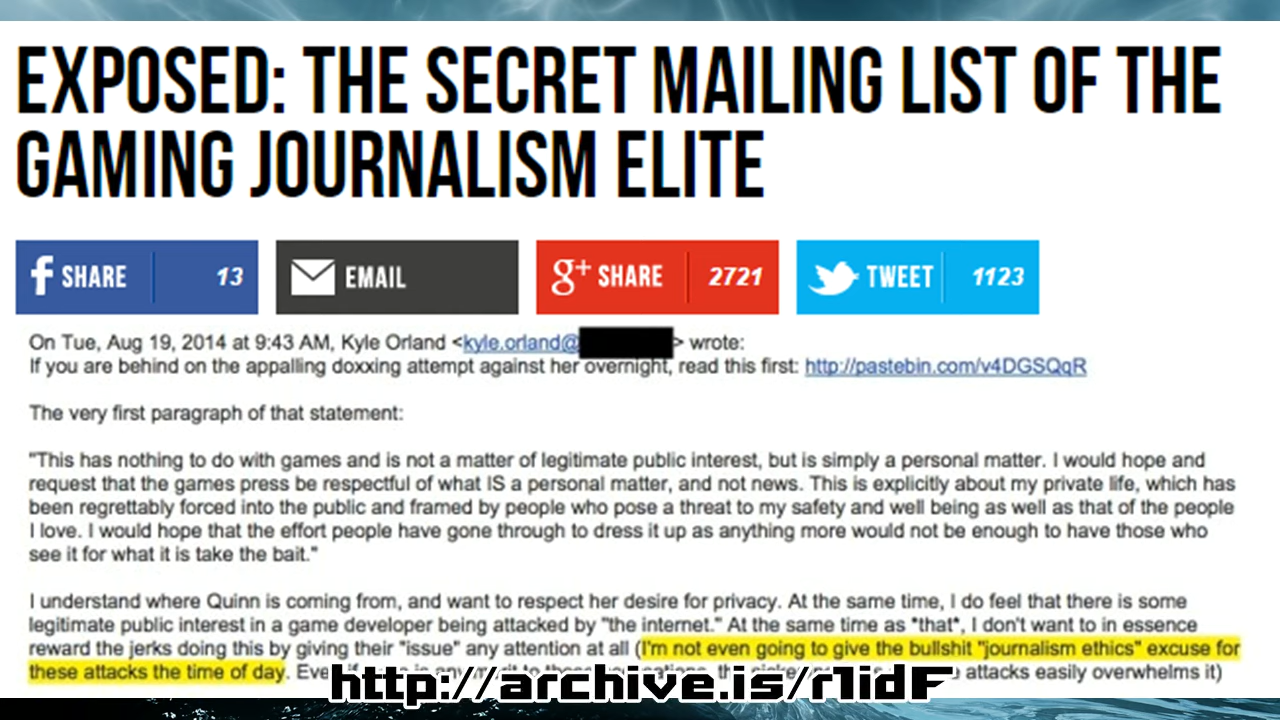 EXPOSED: THE SECRET MAILING LIST OF THE
GAMING JOURNALISM ELITE
f SHARE 13 EMAIL g+ SHARE 2721 TWEET 1123
On Tue, Aug 19, 2014 at 9:43 AM, Kyle Orland <kyle.orland@ > wrote:
If you are behind on the appalling doxxing attempt against her overnight, read this first: http://pastebin.com/v4DGSQqR
The very first paragraph of that statement:
"This has nothing to do with games and is not a matter of legitimate public interest, but is simply a personal matter. I would hope and
request that the games press be respectful of what IS a personal matter, and not news. This is explicitly about my private life, which has
been regrettably forced into the public and framed by people who pose a threat to my safety and well being as well as that of the people
I love. I would hope that the effort people have gone through to dress it up as anything more would not be enough to have those who
see it for what it is take the bait."
I understand where Quinn is coming from, and want to respect her desire for privacy. At the same time, I do feel that there is some
legitimate public interest in a game developer being attacked by "the internet." At the same time as *that*, I don't want to in essence
reward the jerks doing this by giving their "issue" any attention at all (I'm not even going to give the bullshit "journalism ethics" excuse for
these attacks the time of day. attacks easily overwhelms it)
http://archive.is/r1idF